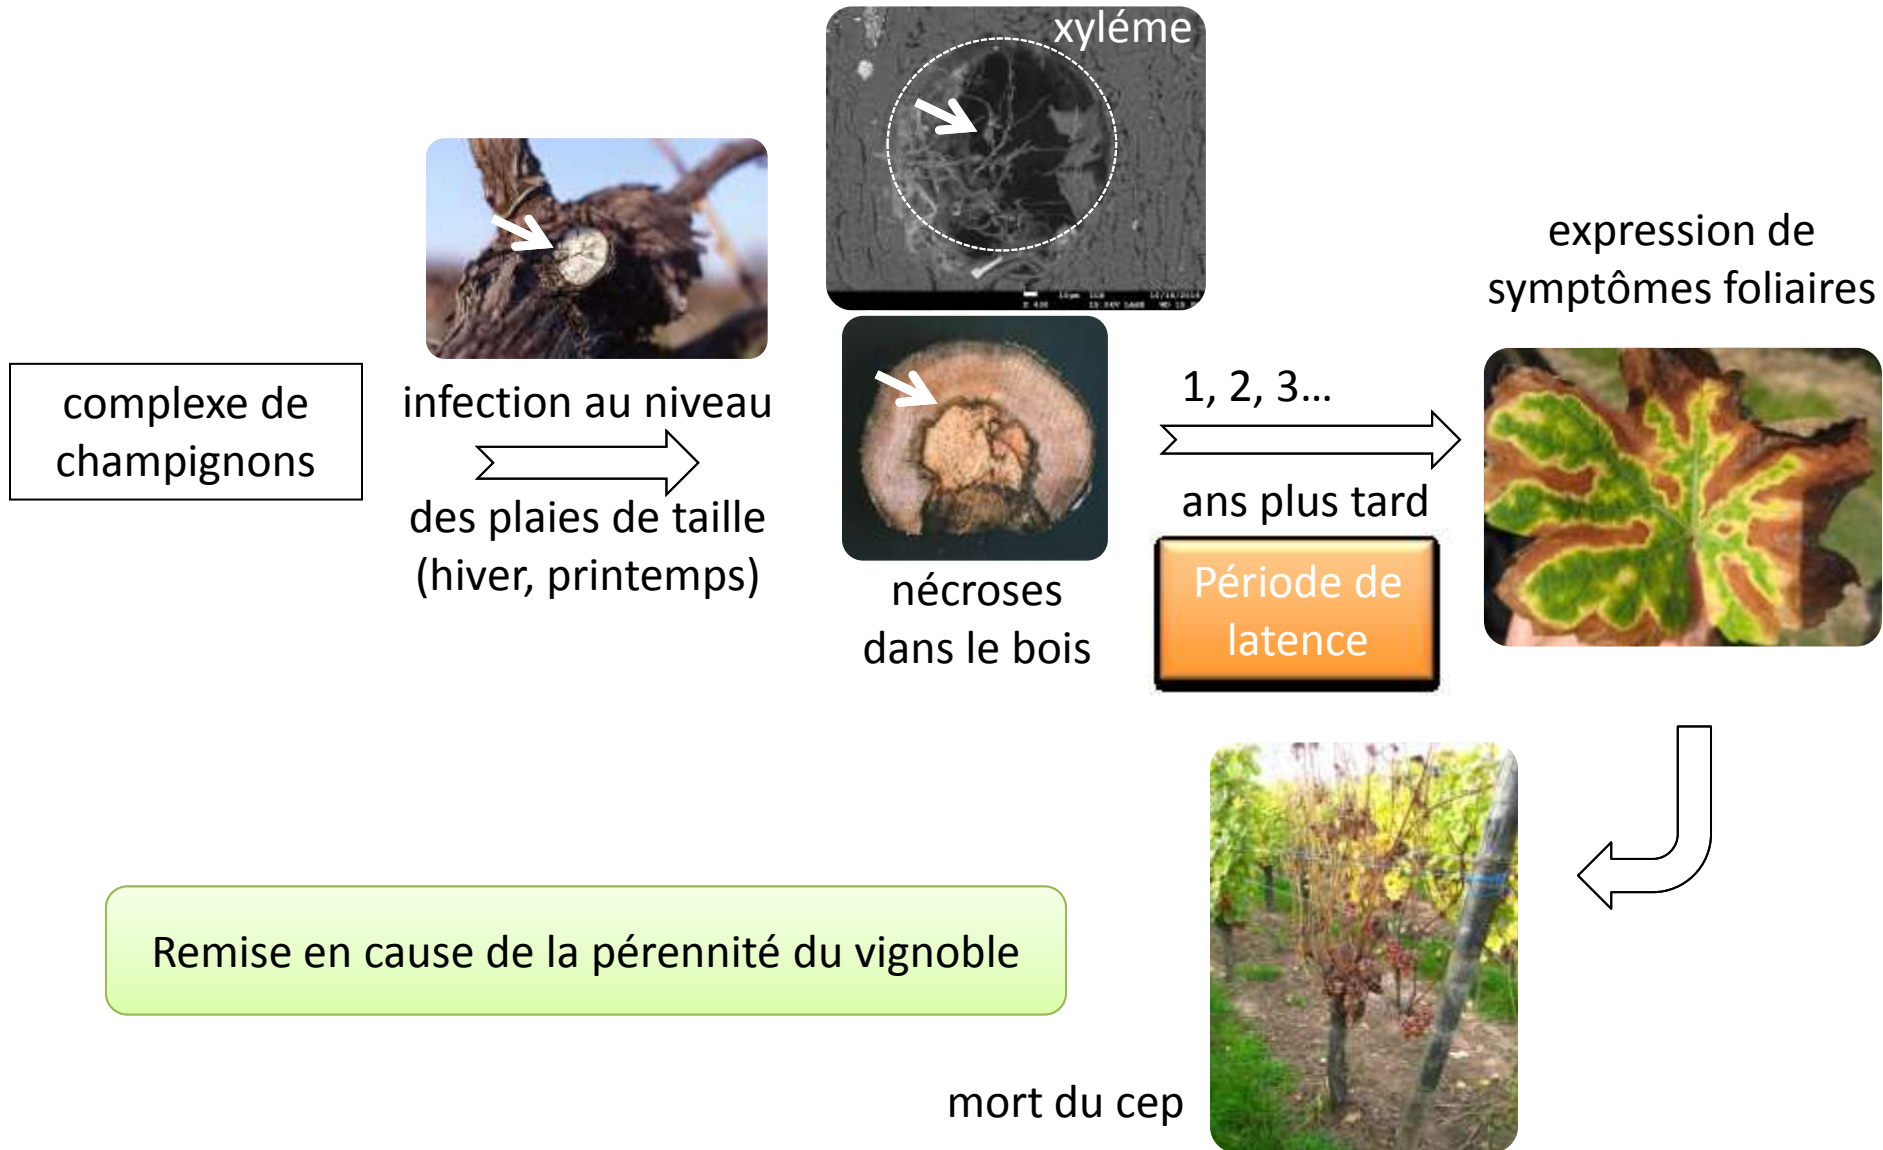 xyléme
complexe de
champignons
infection au niveau
des plaies de taille
(hiver, printemps)
nécroses
dans le bois
1, 2, 3...
ans plus tard
Période de
latence
expression de
symptômes foliaires
mort du cep
Remise en cause de la pérennité du vignoble